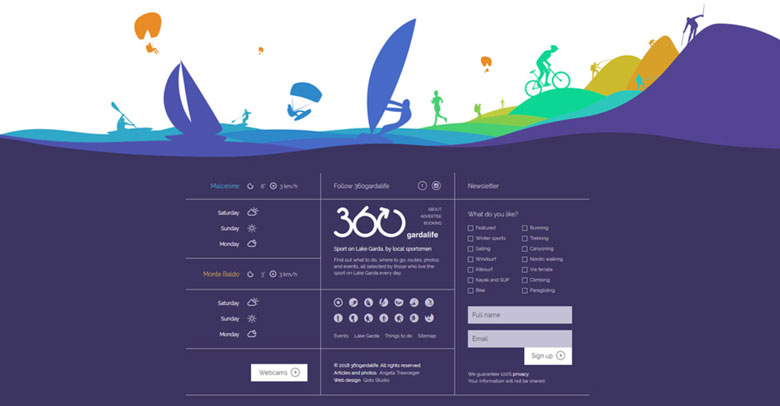 Malcesine 6° 3 km/h
Saturday
Sunday
Monday
Monte Baldo 3° 3 km/h
Saturday
Sunday
Monday
Webcams
Follow 360gardalife
360
gardalife
ABOUT
ADVERTISE
BOOKING
Sport on Lake Garda, by local sportsmen
Find out what to do, where to go, routes, photos
and events, all selected by those who live the
sport on Lake Garda every day.
Events Lake Garda Things to do Sitemap
© 2018 360gardalife. All rights reserved
Articles and photos Angela Trawoeger
Web design Qoto Studio
Newsletter
What do you like?
Featured
Winter sports
Sailing
Windsurf
Kitesurf
Kayak and SUP
Bike
Running
Trekking
Canyoning
Nordic walking
Via ferrata
Climbing
Paragliding
Full name
Email
Sign up
We guarantee 100% privacy
Your information will not be shared